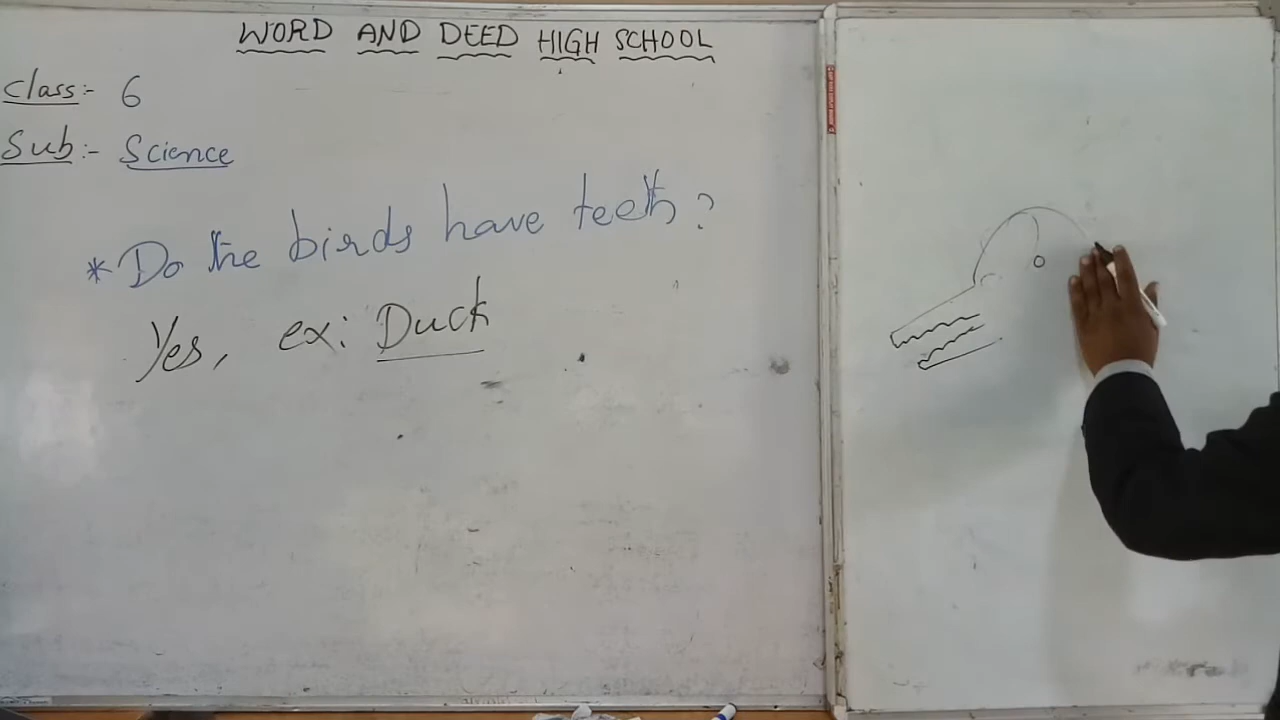 WORD AND DEED HIGH SCHOOL
Class:- 6
Sub:- Science
* Do the birds have teeth?
Yes, ex: Duck